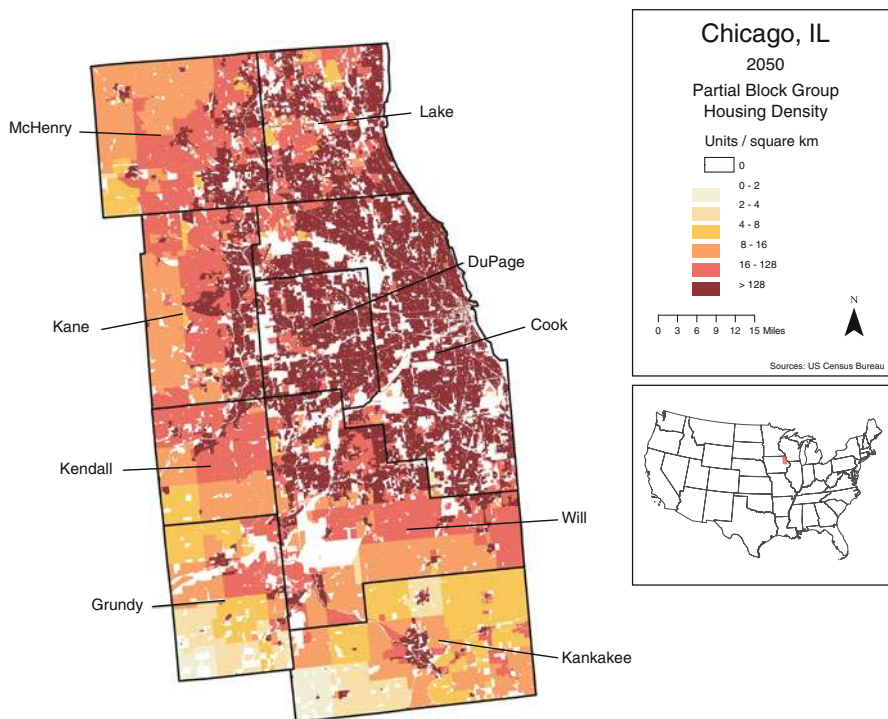 McHenry
Lake
DuPage
Kane
Cook
Kendall
Will
Grundy
Kankakee
Chicago, IL
2050
Partial Block Group
Housing Density
Units / square km
0
0 - 2
2 - 4
4 - 8
8 - 16
16 - 128
> 128
N
0 3 6 9 12 15 Miles
Sources: US Census Bureau